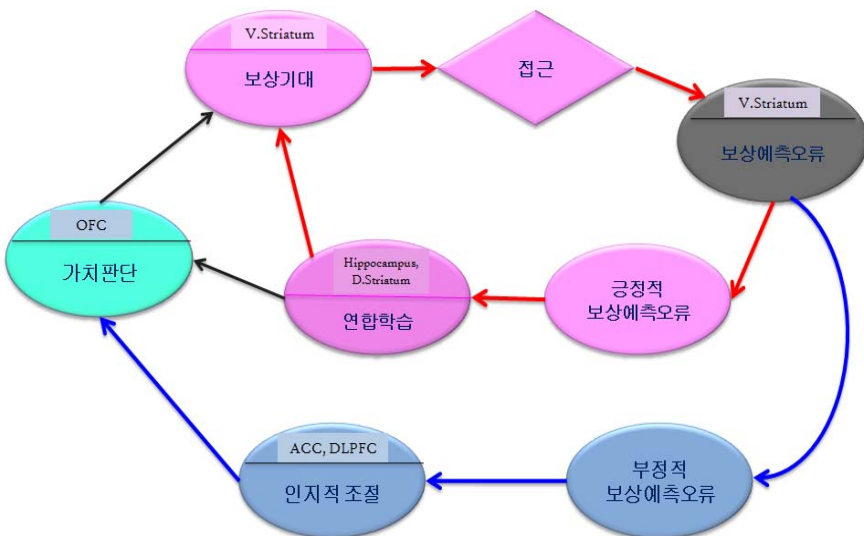 V.Striatum
보상기대
접근
V.Striatum
보상예측오류
OFC
가치판단
Hippocampus,
D.Striatum
연합학습
긍정적
보상예측오류
ACC, DLPFC
인지적 조절
부정적
보상예측오류